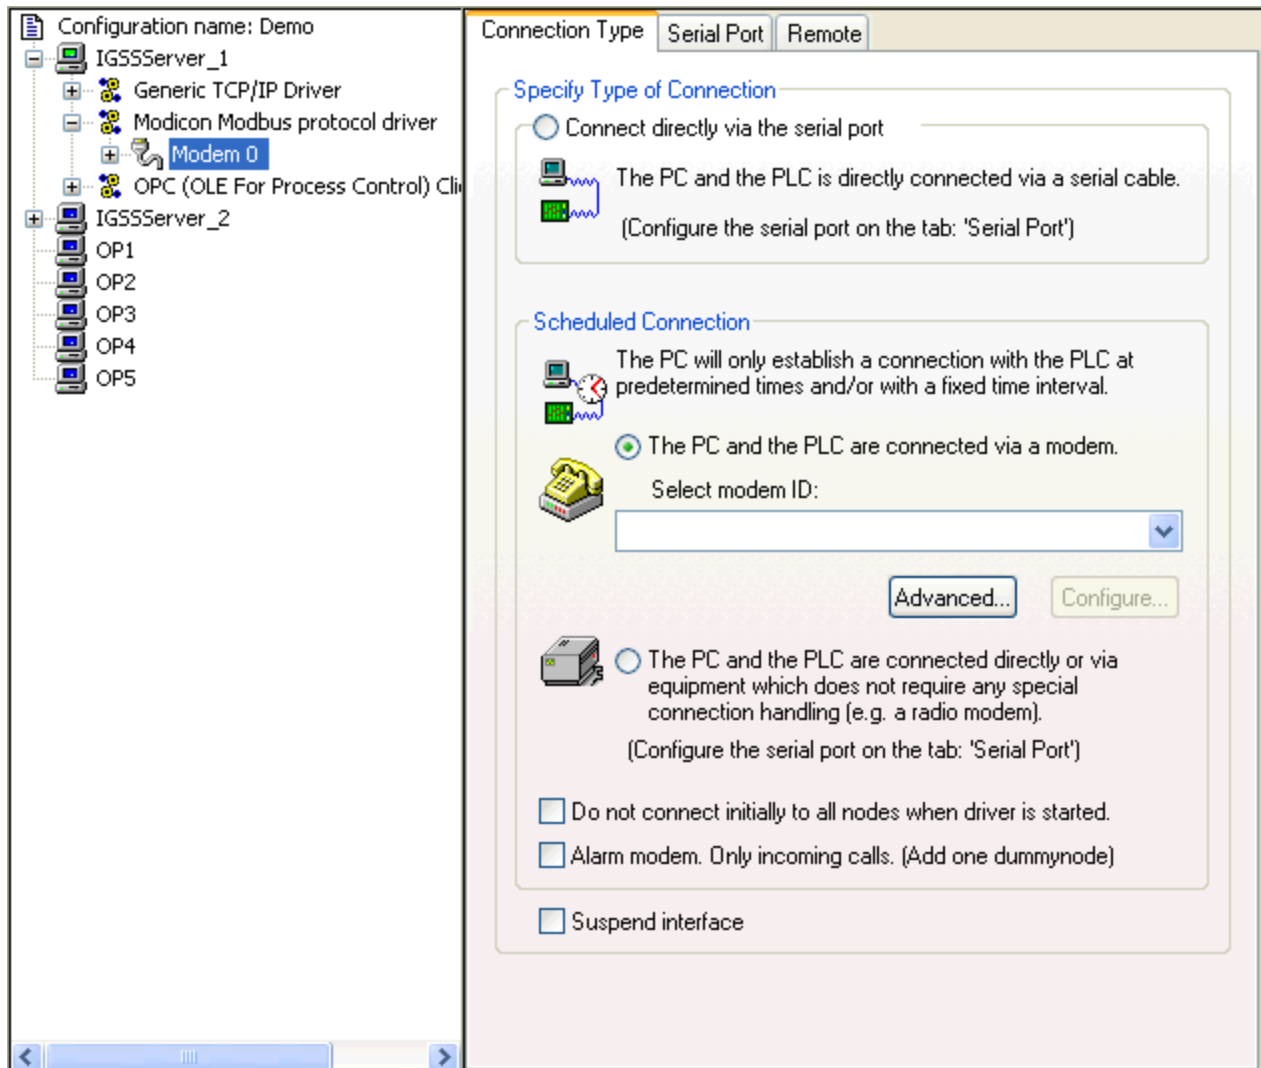 Configuration name: Demo
IGSSServer_1
Generic TCP/IP Driver
Modicon Modbus protocol driver
Modem 0
OPC (OLE For Process Control) Cli
IGSSServer_2
OP1
OP2
OP3
OP4
OP5
Connection Type
Serial Port
Remote
Specify Type of Connection
Connect directly via the serial port
The PC and the PLC is directly connected via a serial cable.
(Configure the serial port on the tab: 'Serial Port')
Scheduled Connection
The PC will only establish a connection with the PLC at
predetermined times and/or with a fixed time interval.
The PC and the PLC are connected via a modem.
Select modem ID:
Advanced...
Configure...
The PC and the PLC are connected directly or via
equipment which does not require any special
connection handling (e.g. a radio modem).
(Configure the serial port on the tab: 'Serial Port')
Do not connect initially to all nodes when driver is started.
Alarm modem. Only incoming calls. (Add one dummynode)
Suspend interface